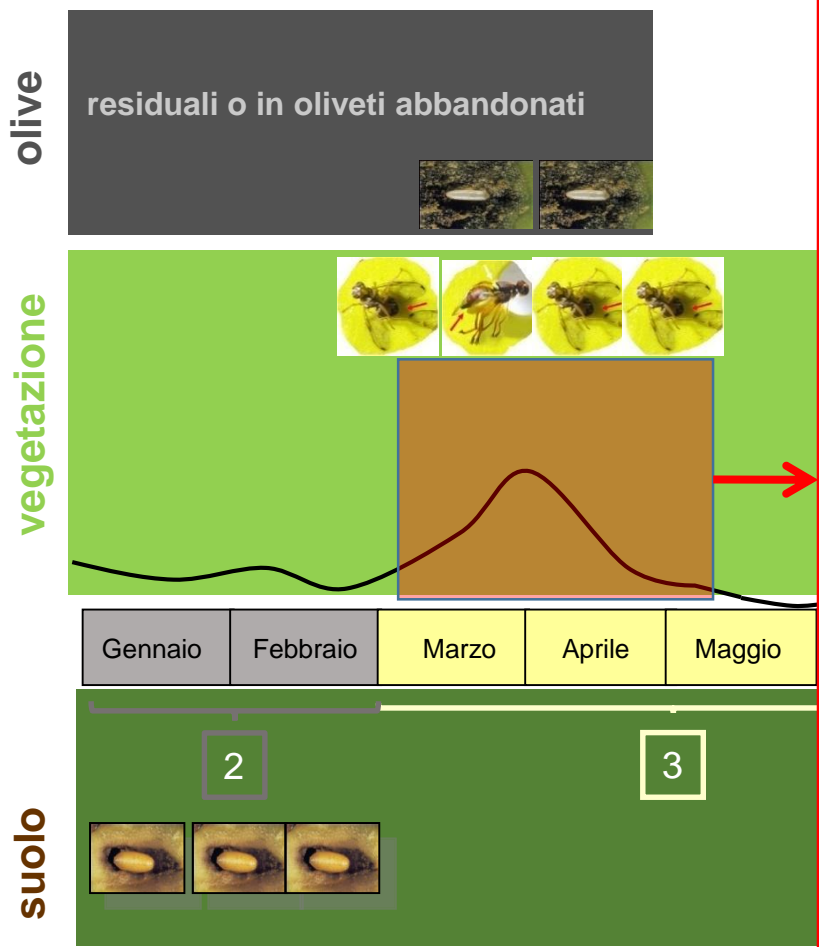 olive
residuali o in oliveti abbandonati
vegetazione
Gennaio
Febbraio
Marzo
Aprile
Maggio
2
3
suolo